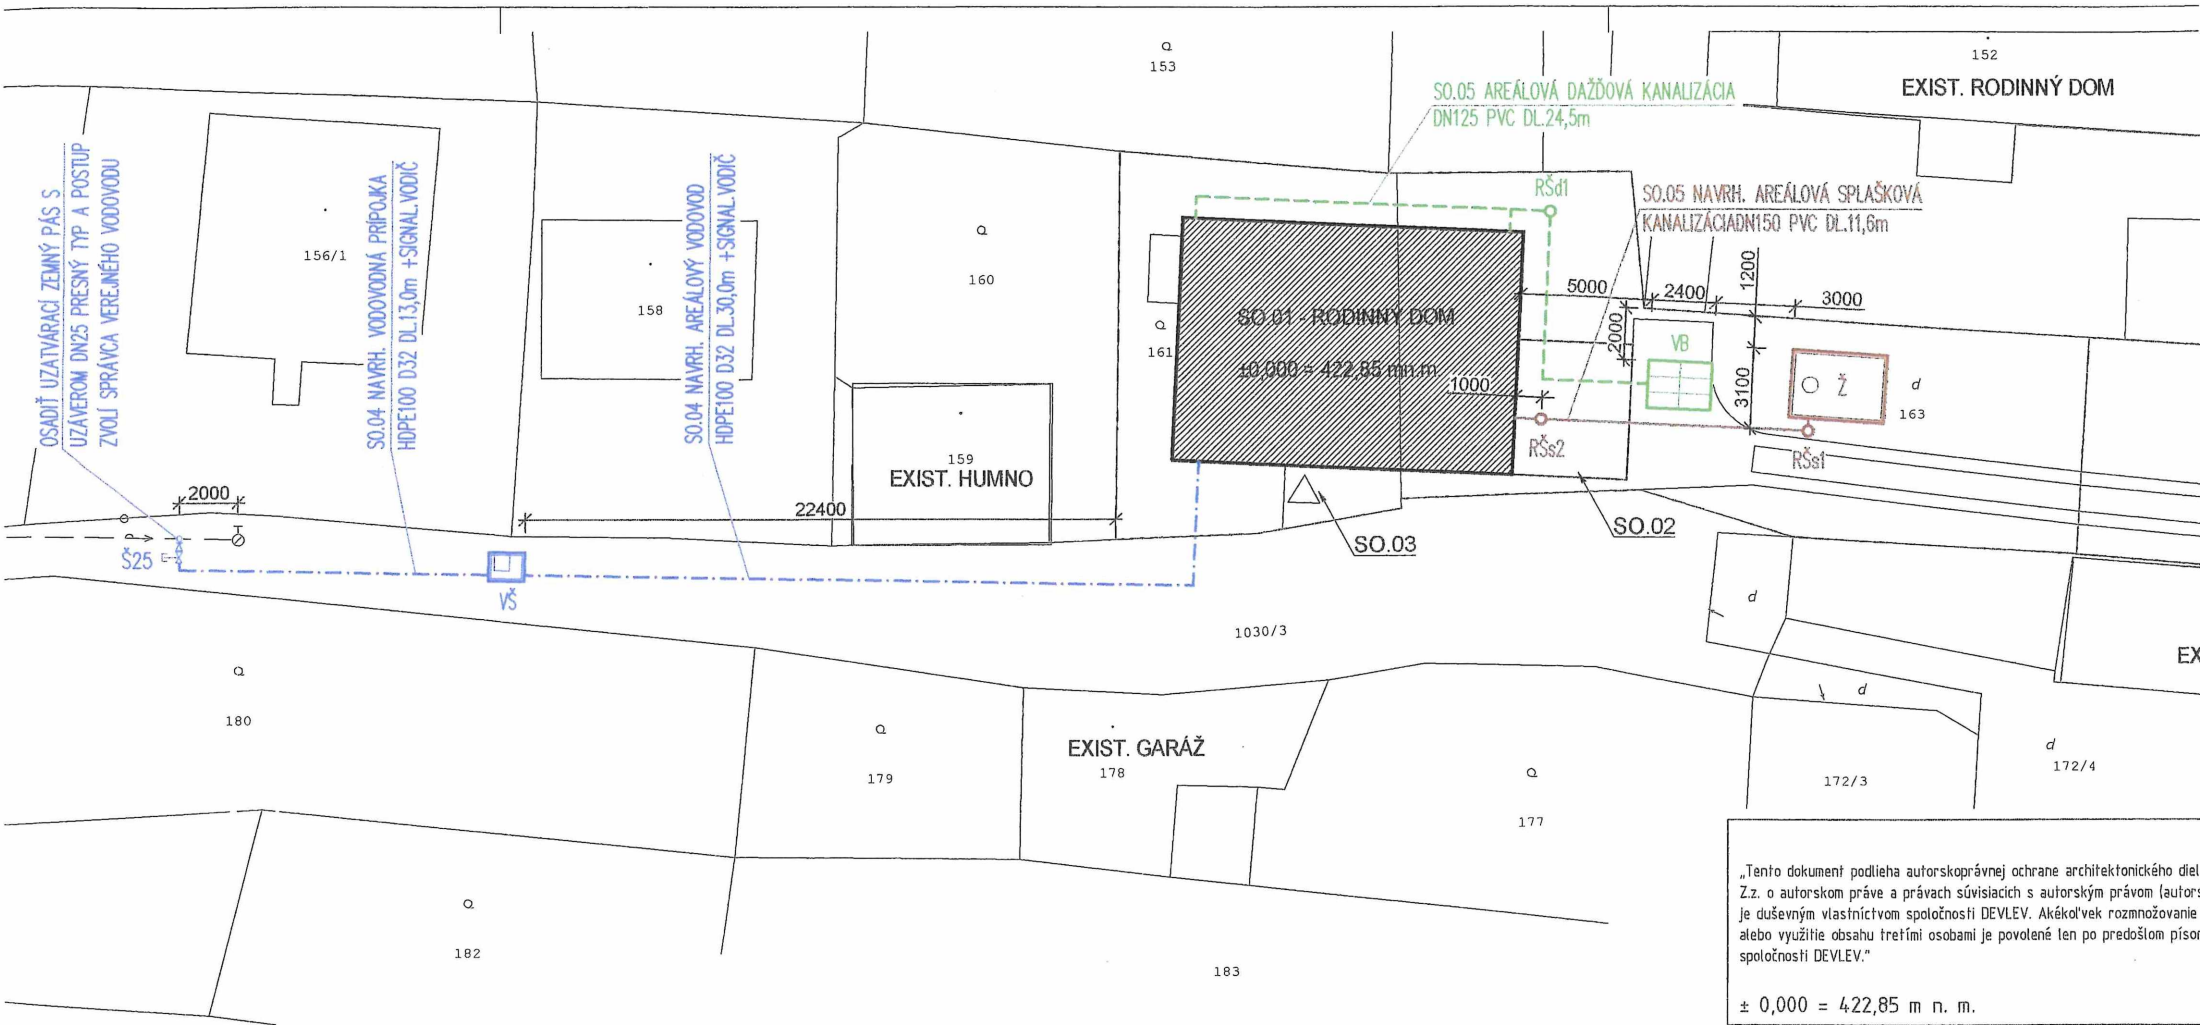 153
152
EXIST. RODINNÝ DOM
SO.05 AREÁLOVÁ DAŽĎOVÁ KANALIZÁCIA
DN125 PVC DL.24,5m
RŠd1
SO.05 NAVRH. AREÁLOVÁ SPLAŠKOVÁ
KANALIZÁCIADN150 PVC DL.11,6m
OSADIŤ UZATVÁRACÍ ZEMNÝ PÁS S
UZÁVEROM DN25 PRESNÝ TYP A POSTUP
ZVOLÍ SPRÁVCA VEREJNÉHO VODOVODU
156/1
SO.04 NAVRH. VODOVODNÁ PRÍPOJKA
HDPE100 D32 DL.13,0m +SIGNAL.VODIČ
158
SO.04 NAVRH. AREÁLOVÝ VODOVOD
HDPE100 D32 DL.30,0m +SIGNAL.VODIČ
160
161
SO.01 - RODINNÝ DOM
±0,000 = 422,85 mn.m.
5000
2400
1200
3000
2000
VB
3100
1000
Ž
d
163
RŠs2
RŠs1
159
EXIST. HUMNO
2000
22400
SO.03
SO.02
Š25
VŠ
1030/3
d
d
EX
180
179
EXIST. GARÁŽ
178
177
172/3
d
172/4
182
183
„Tento dokument podlieha autorskoprávnej ochrane architektonického diel
Z.z. o autorskom práve a právach súvisiacich s autorským právom (autors
je duševným vlastníctvom spoločnosti DEVLEV. Akékoľvek rozmnožovanie
alebo využitie obsahu tretími osobami je povolené len po predošlom písom
spoločnosti DEVLEV."
± 0,000 = 422,85 m n. m.